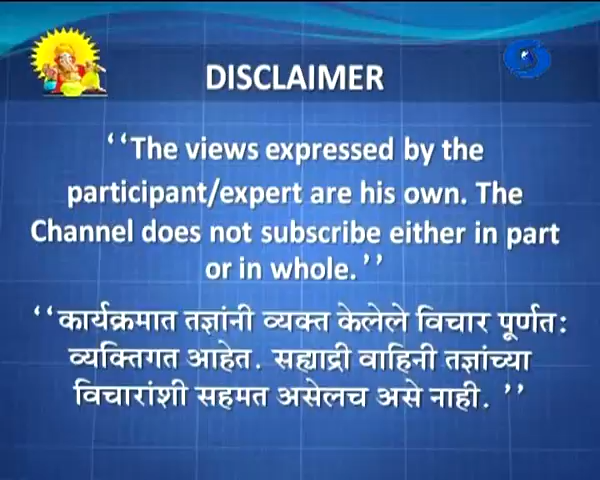 DISCLAIMER
‘‘The views expressed by the
participant/expert are his own. The
Channel does not subscribe either in part
or in whole.’’
‘‘कार्यक्रमात तज्ञांनी व्यक्त केलेले विचार पूर्णत:
व्यक्तिगत आहेत. सह्याद्री वाहिनी तज्ञांच्या
विचारांशी सहमत असेलच असे नाही. ’’